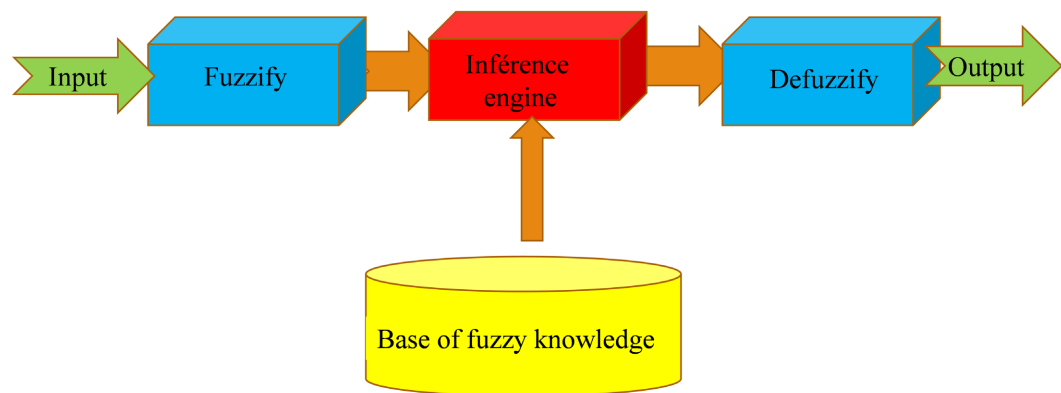 Input
Fuzzify
Inférence
engine
Defuzzify
Output
Base of fuzzy knowledge